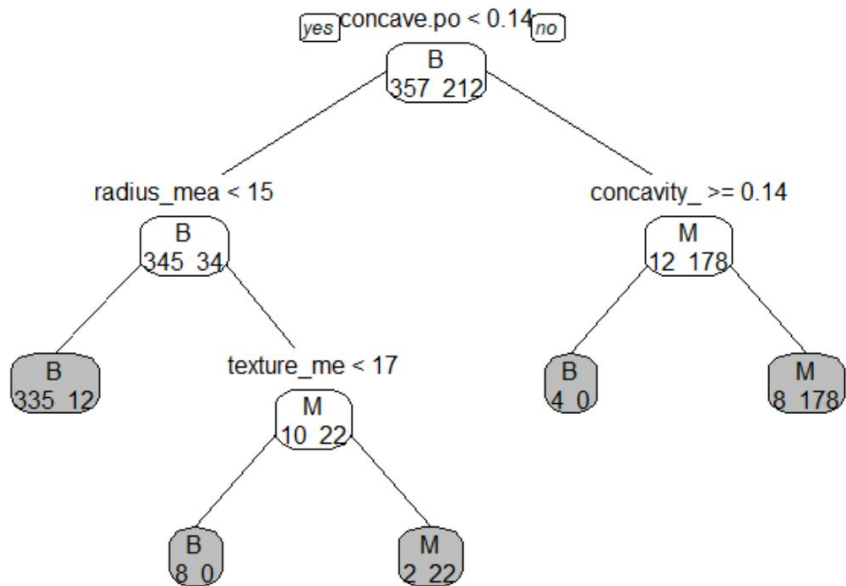 yes concave.po < 0.14 no
B
357 212
radius_mea < 15
concavity_ >= 0.14
B
345 34
M
12 178
B
335 12
texture_me < 17
B
4 0
M
8 178
M
10 22
B
8 0
M
2 22